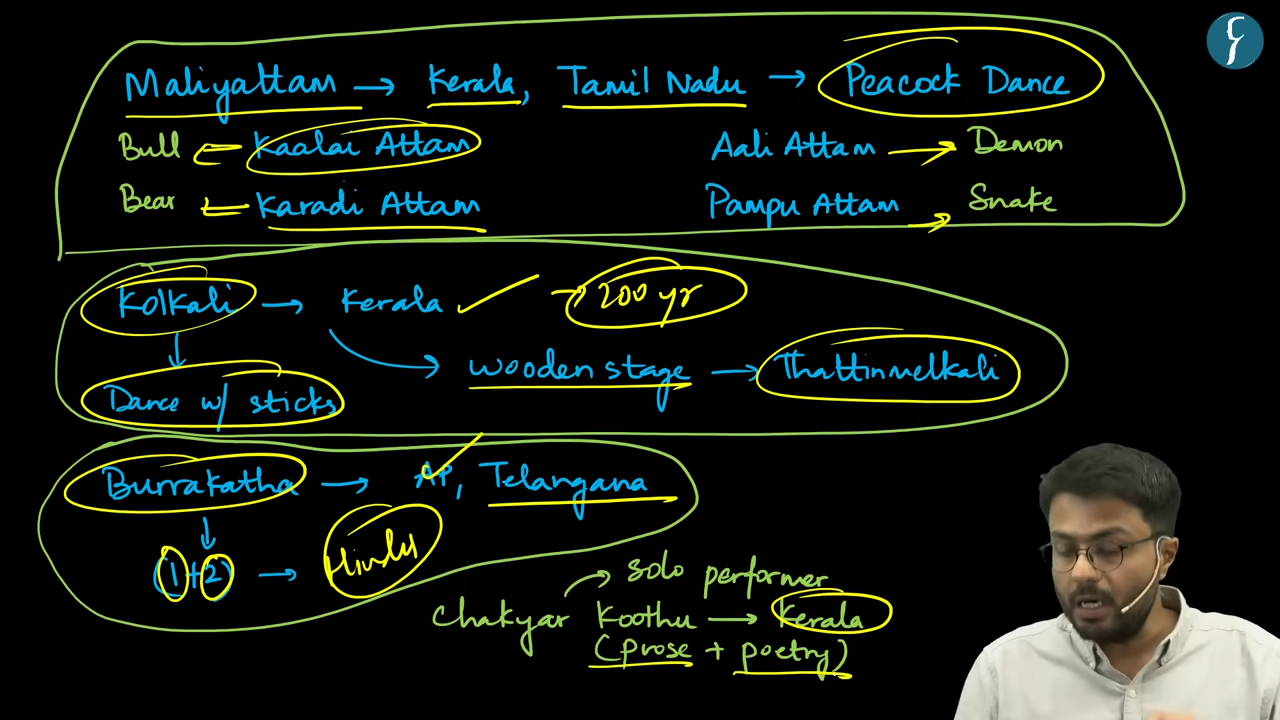 Maliyattam → Kerala, Tamil Nadu → Peacock Dance
Bull ← Kaalai Attam Aali Attam → Demon
Bear ← Karadi Attam Pampu Attam → Snake
Kolkali → Kerala → 200 yr
wooden stage → Thattinmelkali
Dance w/ sticks
Burrakatha → AP, Telangana
(1+2) → Hindu
solo performer
Chakyar Koothu → Kerala
(prose + poetry)